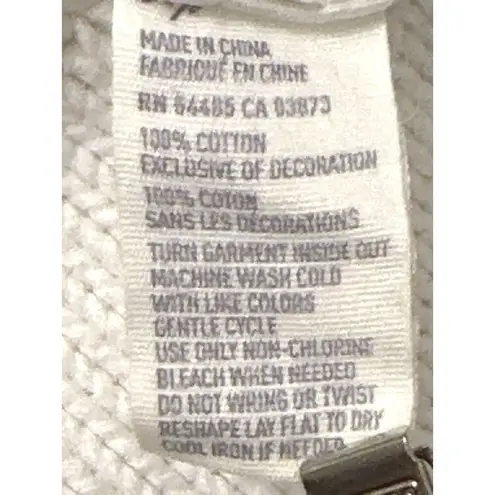 MADE IN CHINA
FABRIQUÉ EN CHINE
RN 54485 CA 03873
100% COTTON
EXCLUSIVE OF DECORATION
100% COTON
SANS LES DÉCORATIONS
TURN GARMENT INSIDE OUT
MACHINE WASH COLD
WITH LIKE COLORS
GENTLE CYCLE
USE ONLY NON-CHLORINE
BLEACH WHEN NEEDED
DO NOT WRING OR TWIST
RESHAPE LAY FLAT TO DRY
COOL IRON IF NEEDED